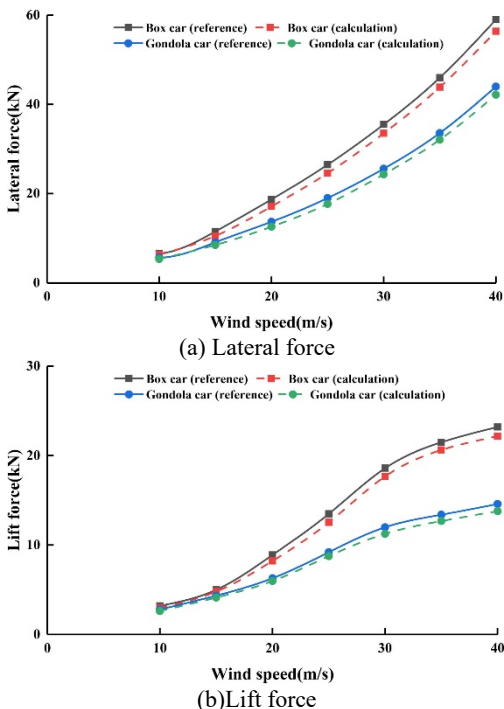 60
Box car (reference) Box car (calculation)
Gondola car (reference) Gondola car (calculation)
40
Lateral force(kN)
20
0
0 10 20 30 40
Wind speed(m/s)
(a) Lateral force
30
Box car (reference) Box car (calculation)
Gondola car (reference) Gondola car (calculation)
20
Lift force(kN)
10
0
0 10 20 30 40
Wind speed(m/s)
(b)Lift force